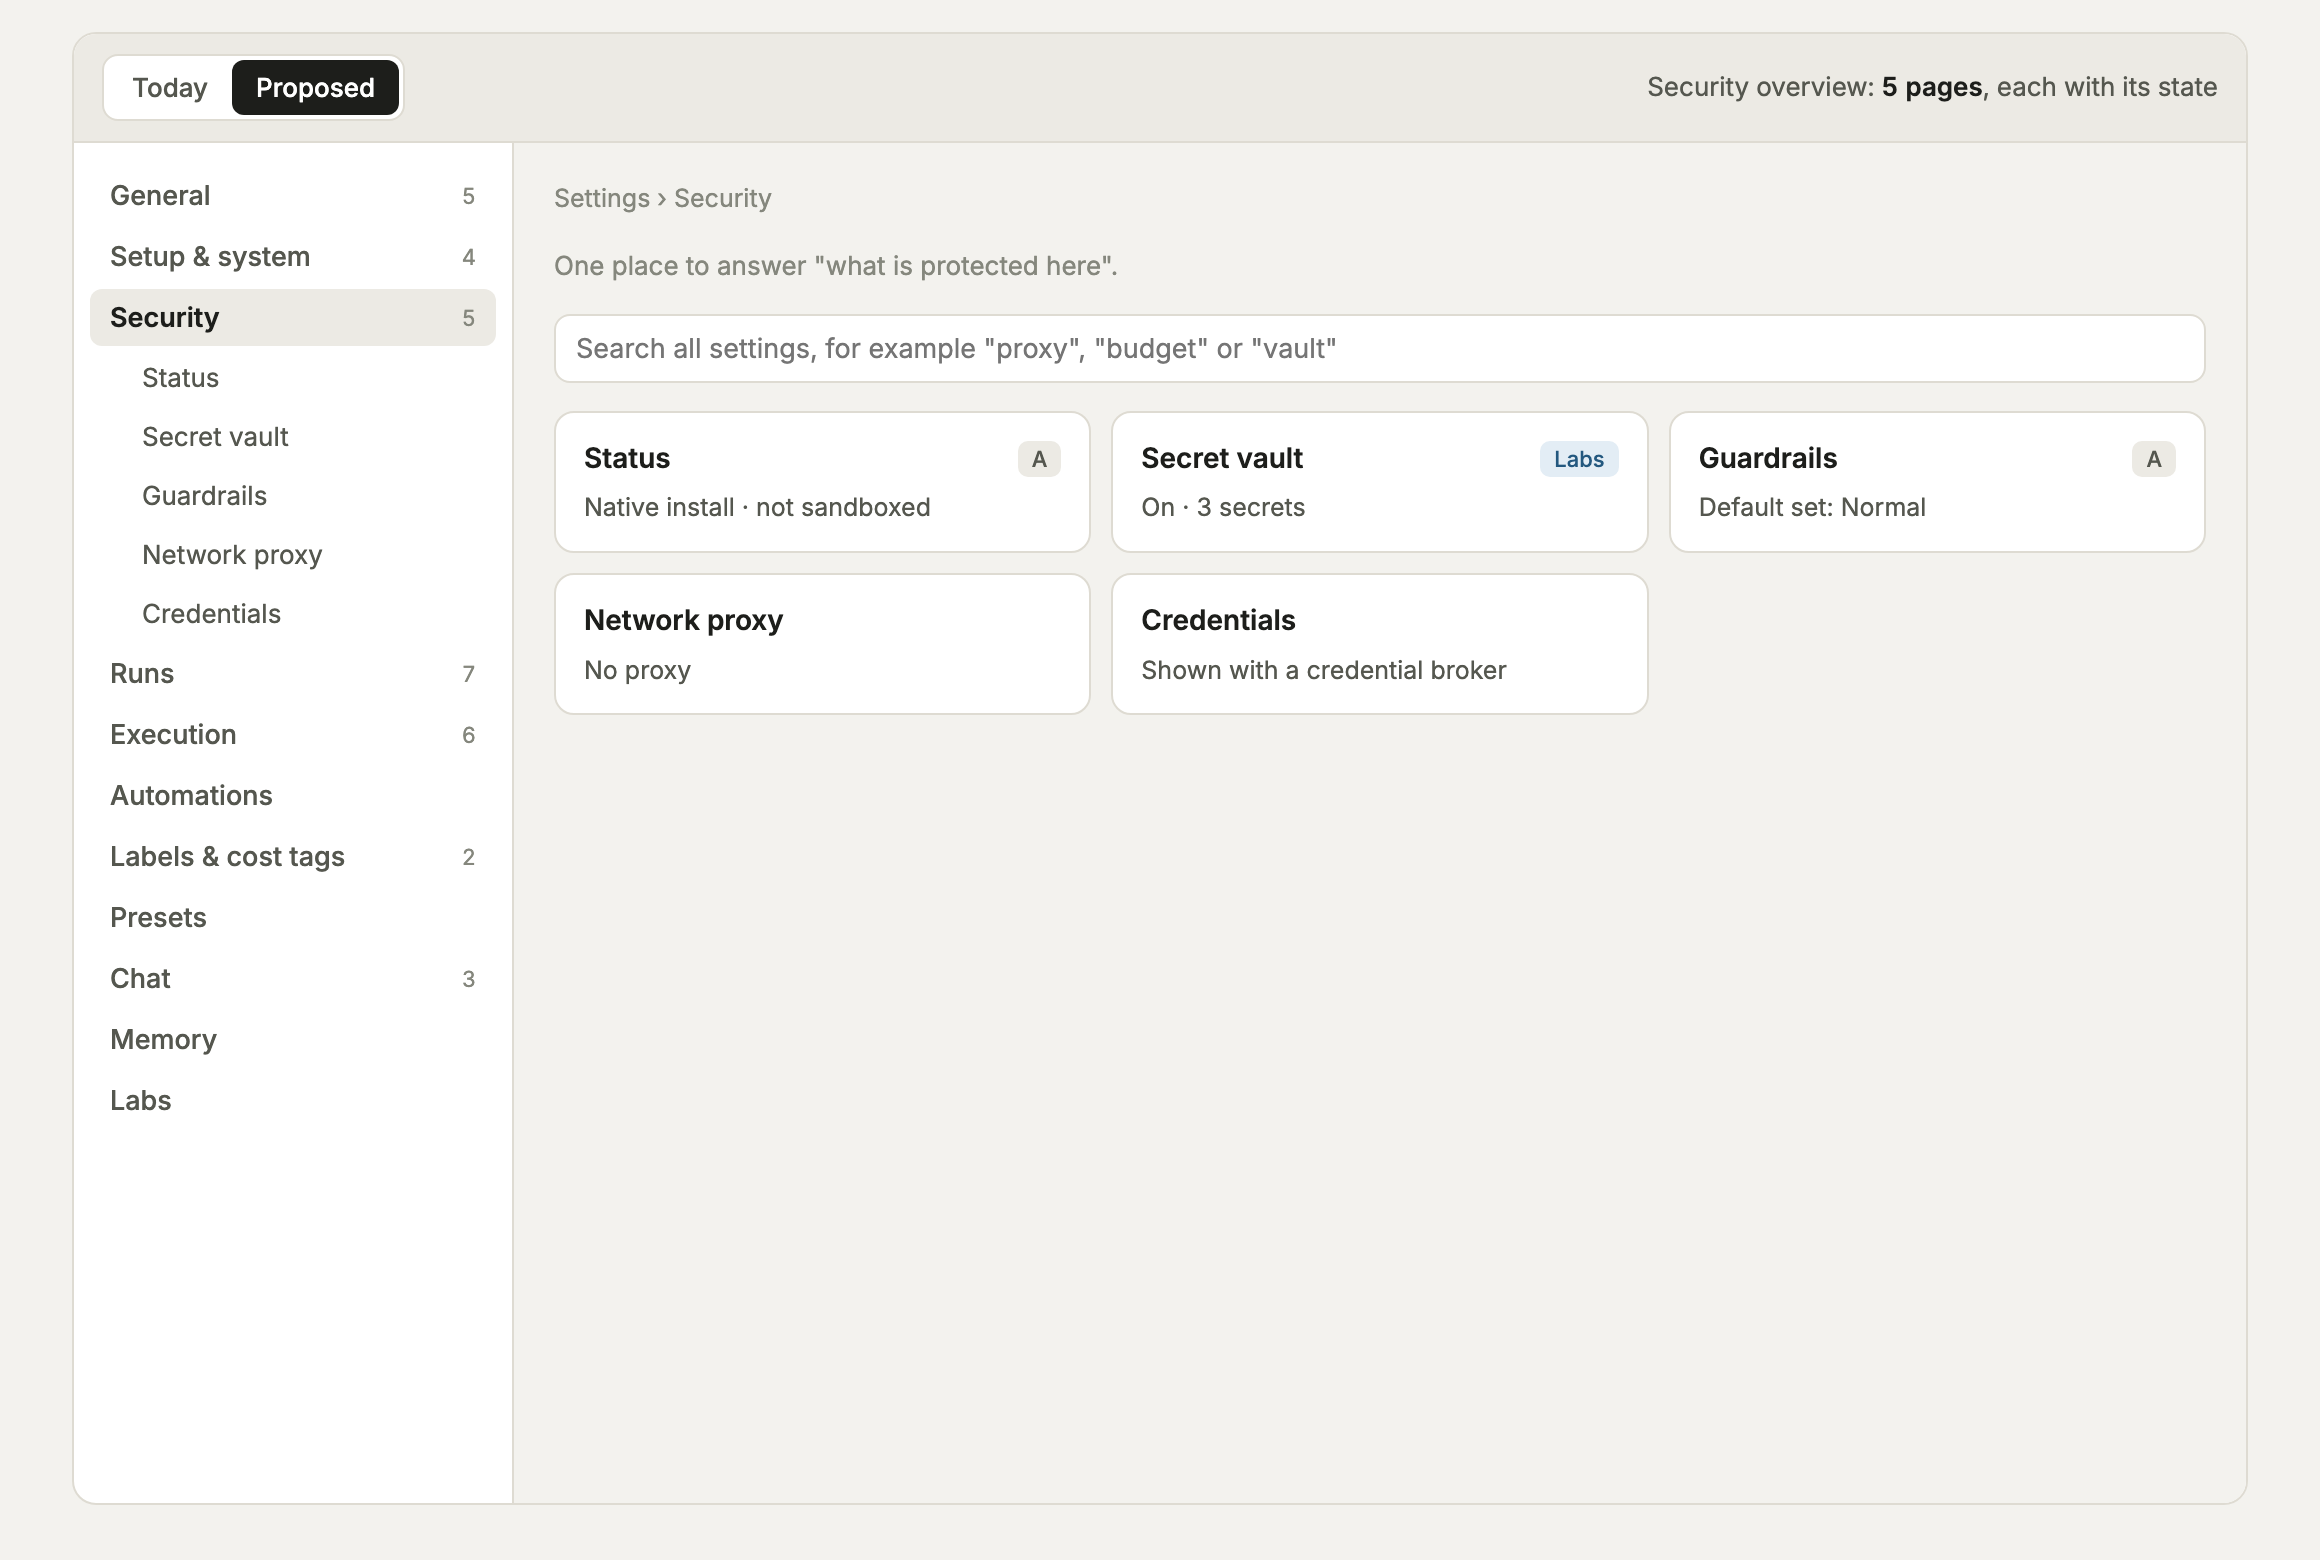 Today
Proposed
Security overview: 5 pages, each with its state
General 5
Setup & system 4
Security 5
Status
Secret vault
Guardrails
Network proxy
Credentials
Runs 7
Execution 6
Automations
Labels & cost tags 2
Presets
Chat 3
Memory
Labs
Settings › Security
One place to answer "what is protected here".
Search all settings, for example "proxy", "budget" or "vault"
Status A
Native install · not sandboxed
Secret vault Labs
On · 3 secrets
Guardrails A
Default set: Normal
Network proxy
No proxy
Credentials
Shown with a credential broker